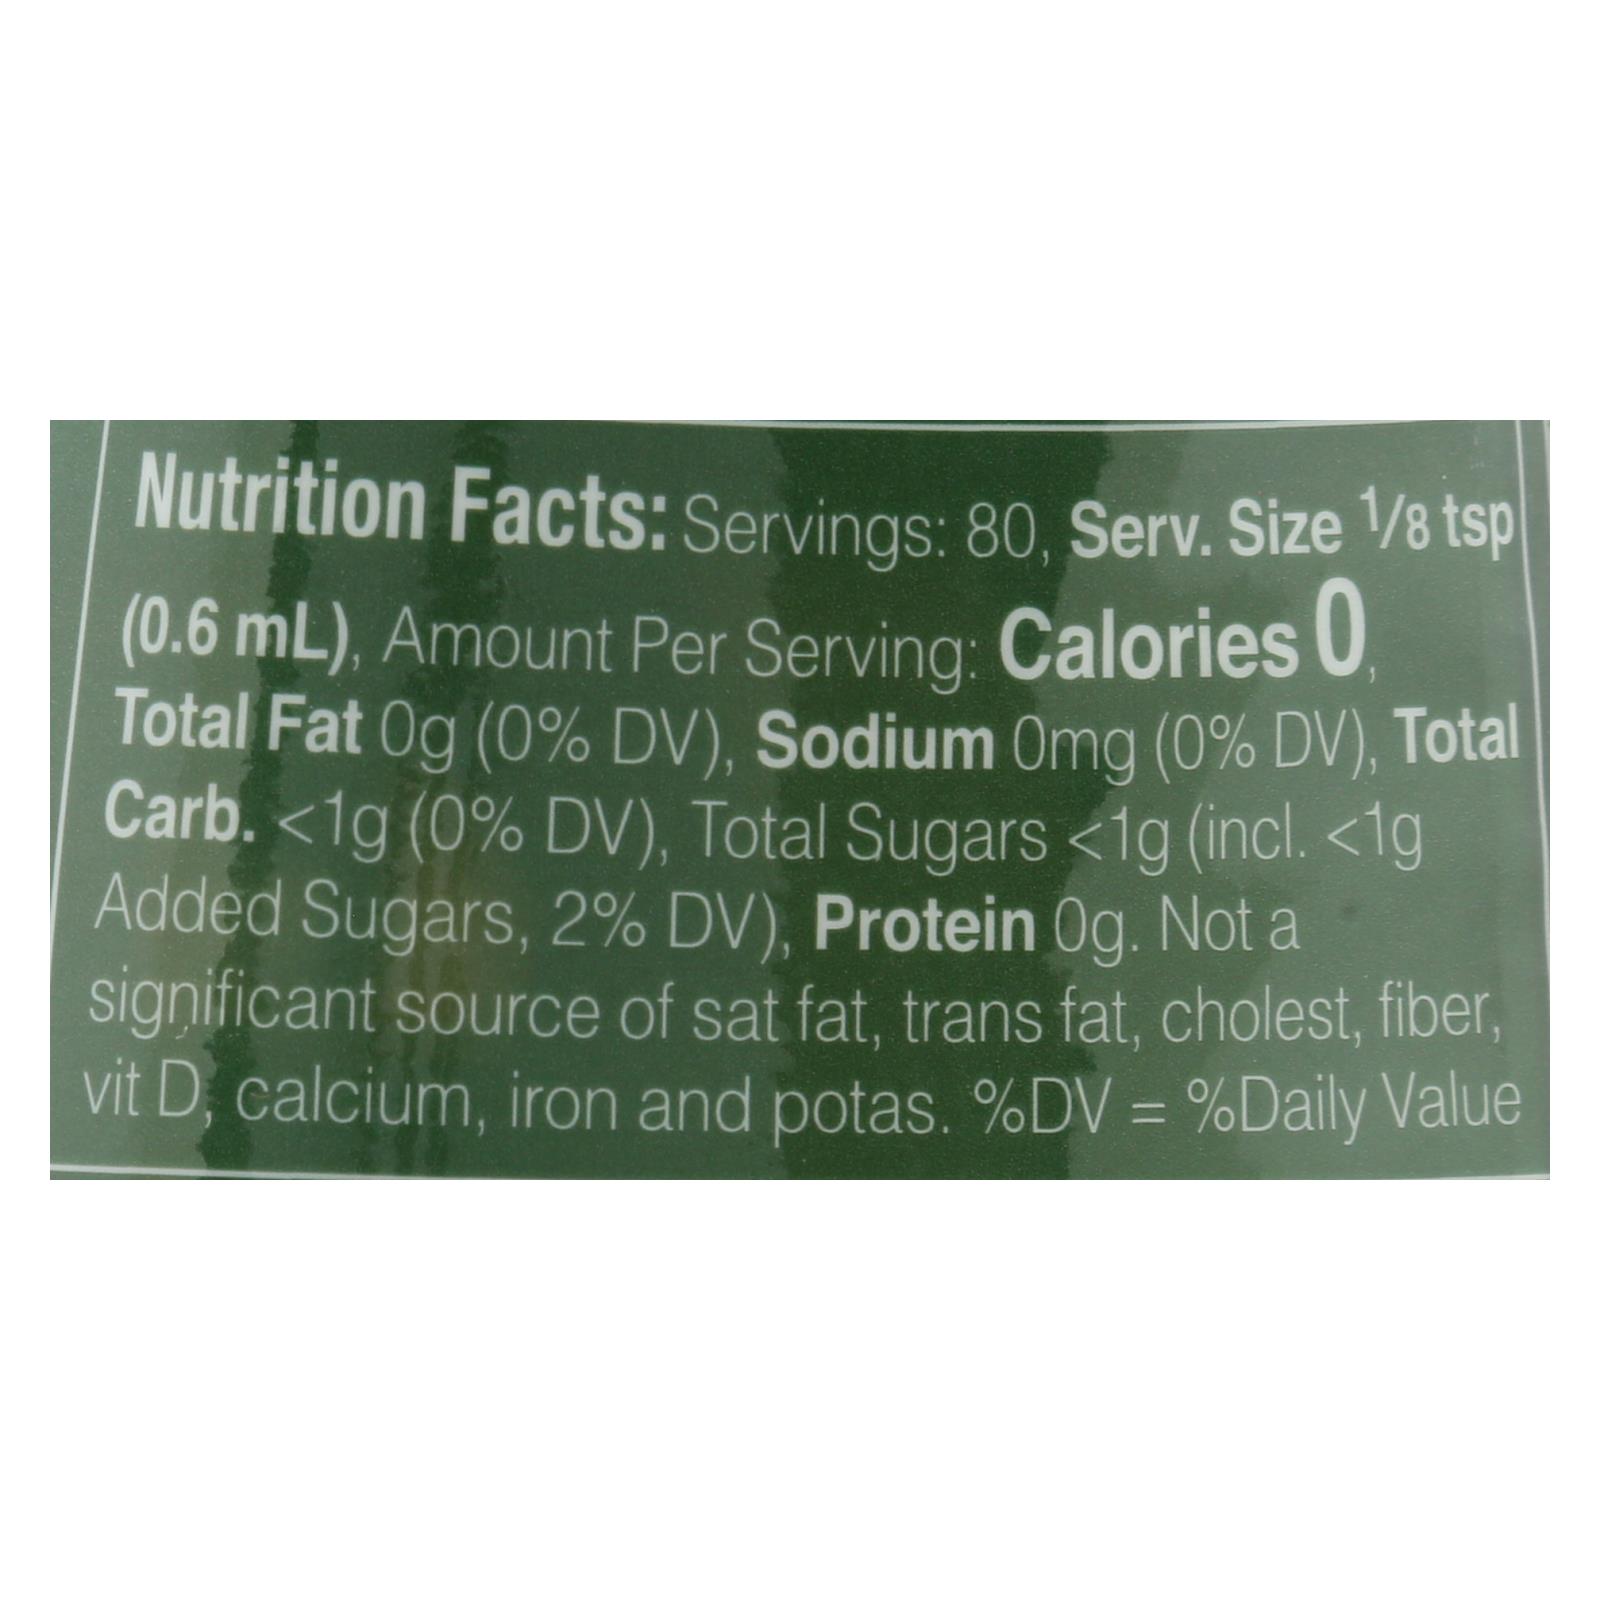 Nutrition Facts: Servings: 80, Serv. Size 1/8 tsp
(0.6 mL), Amount Per Serving: Calories 0,
Total Fat 0g (0% DV), Sodium 0mg (0% DV), Total
Carb. <1g (0% DV), Total Sugars <1g (incl. <1g
Added Sugars, 2% DV), Protein 0g. Not a
significant source of sat fat, trans fat, cholest, fiber,
vit D, calcium, iron and potas. %DV = %Daily Value